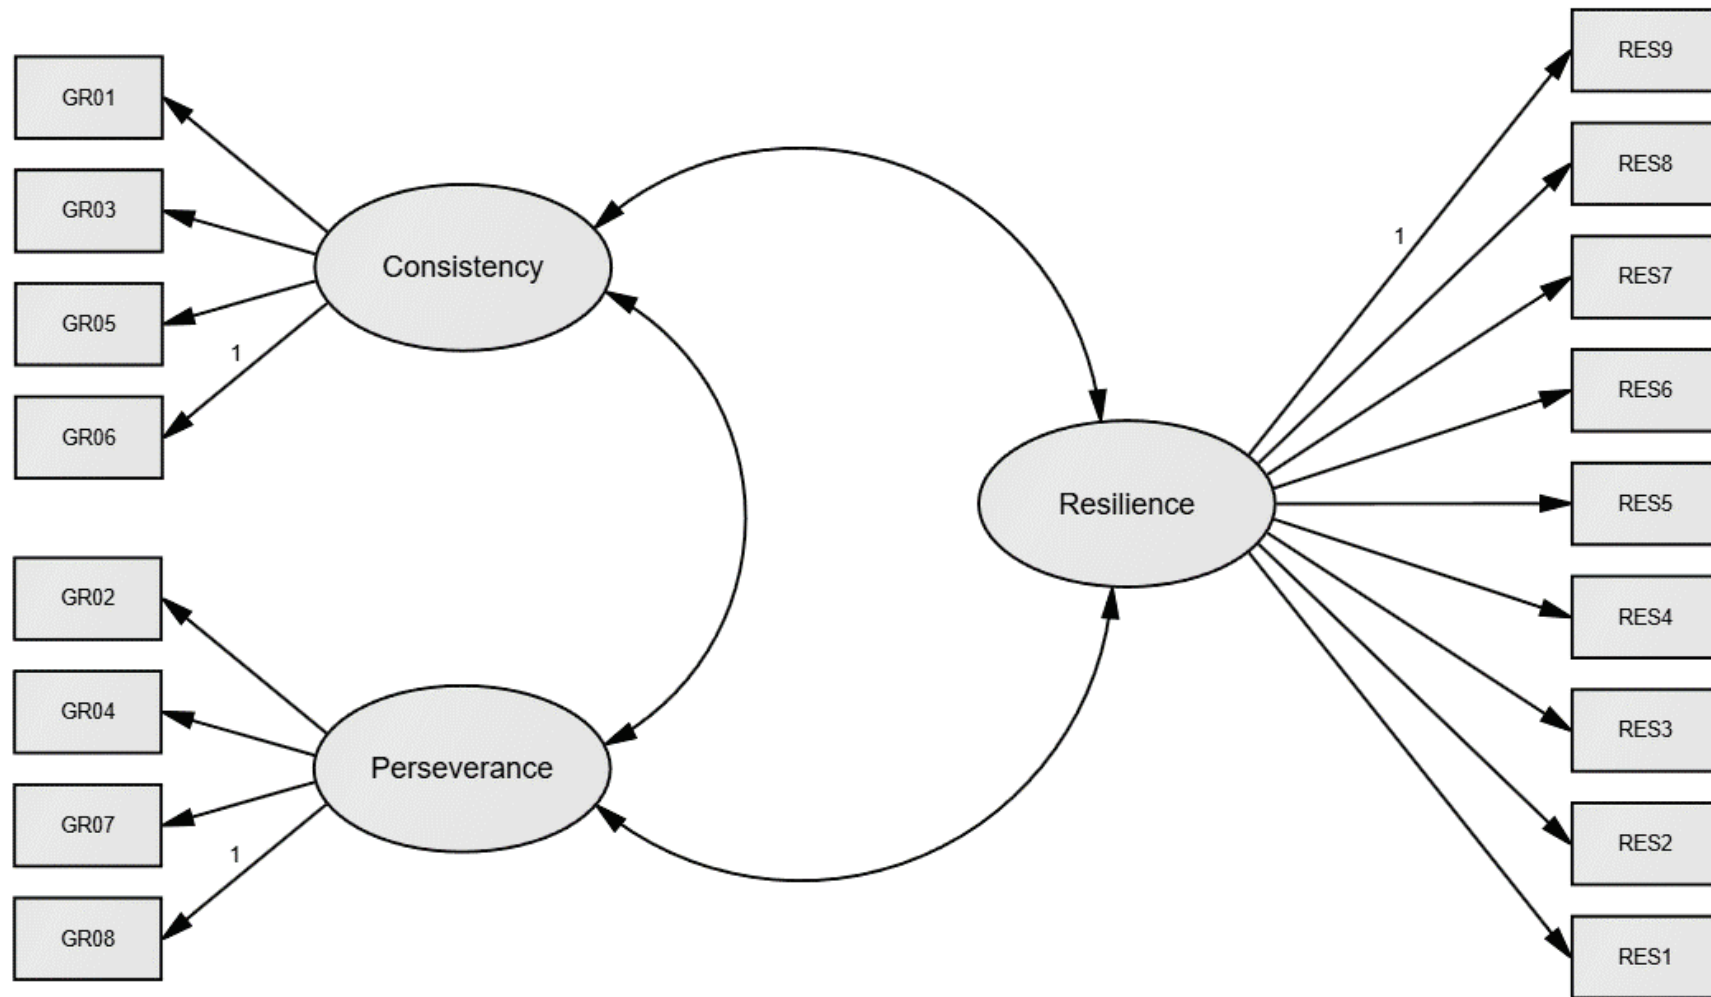 GR01
GR03
GR05
1
GR06
Consistency
GR02
GR04
GR07
1
GR08
Perseverance
Resilience
1
RES9
RES8
RES7
RES6
RES5
RES4
RES3
RES2
RES1